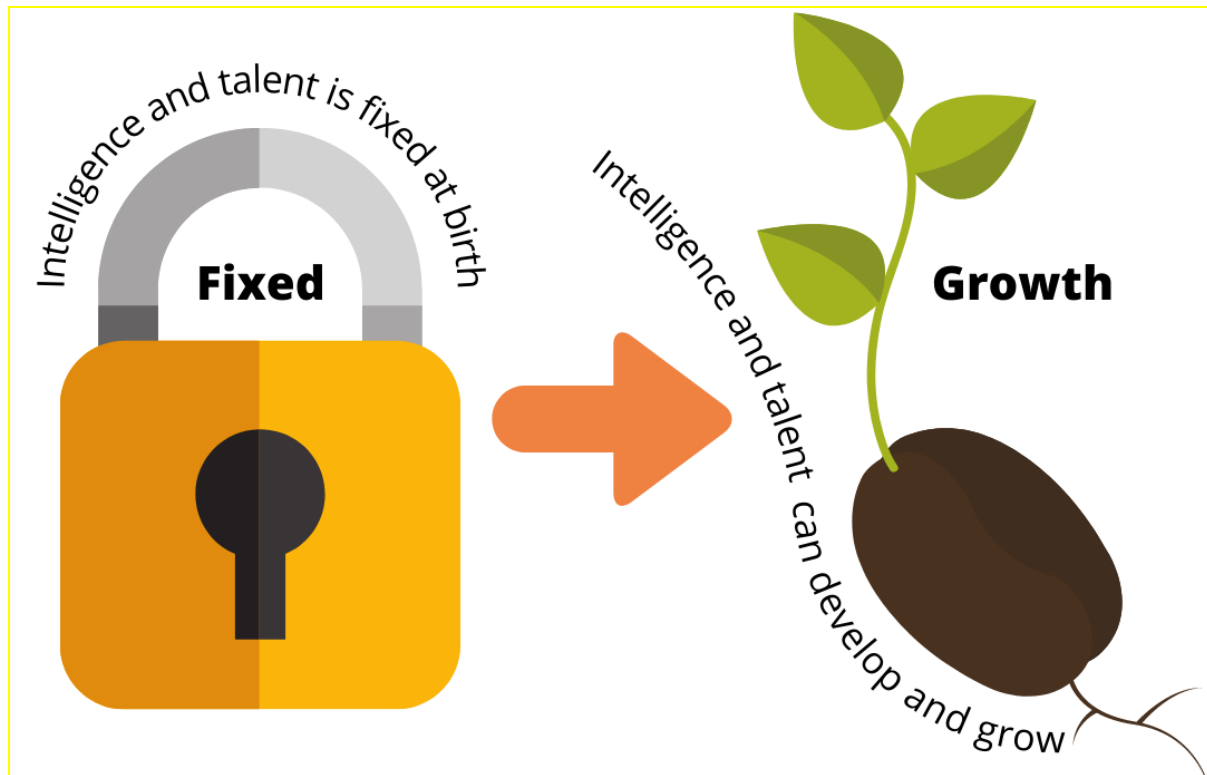 Intelligence and talent is fixed at birth
Fixed
Intelligence and talent can develop and grow
Growth